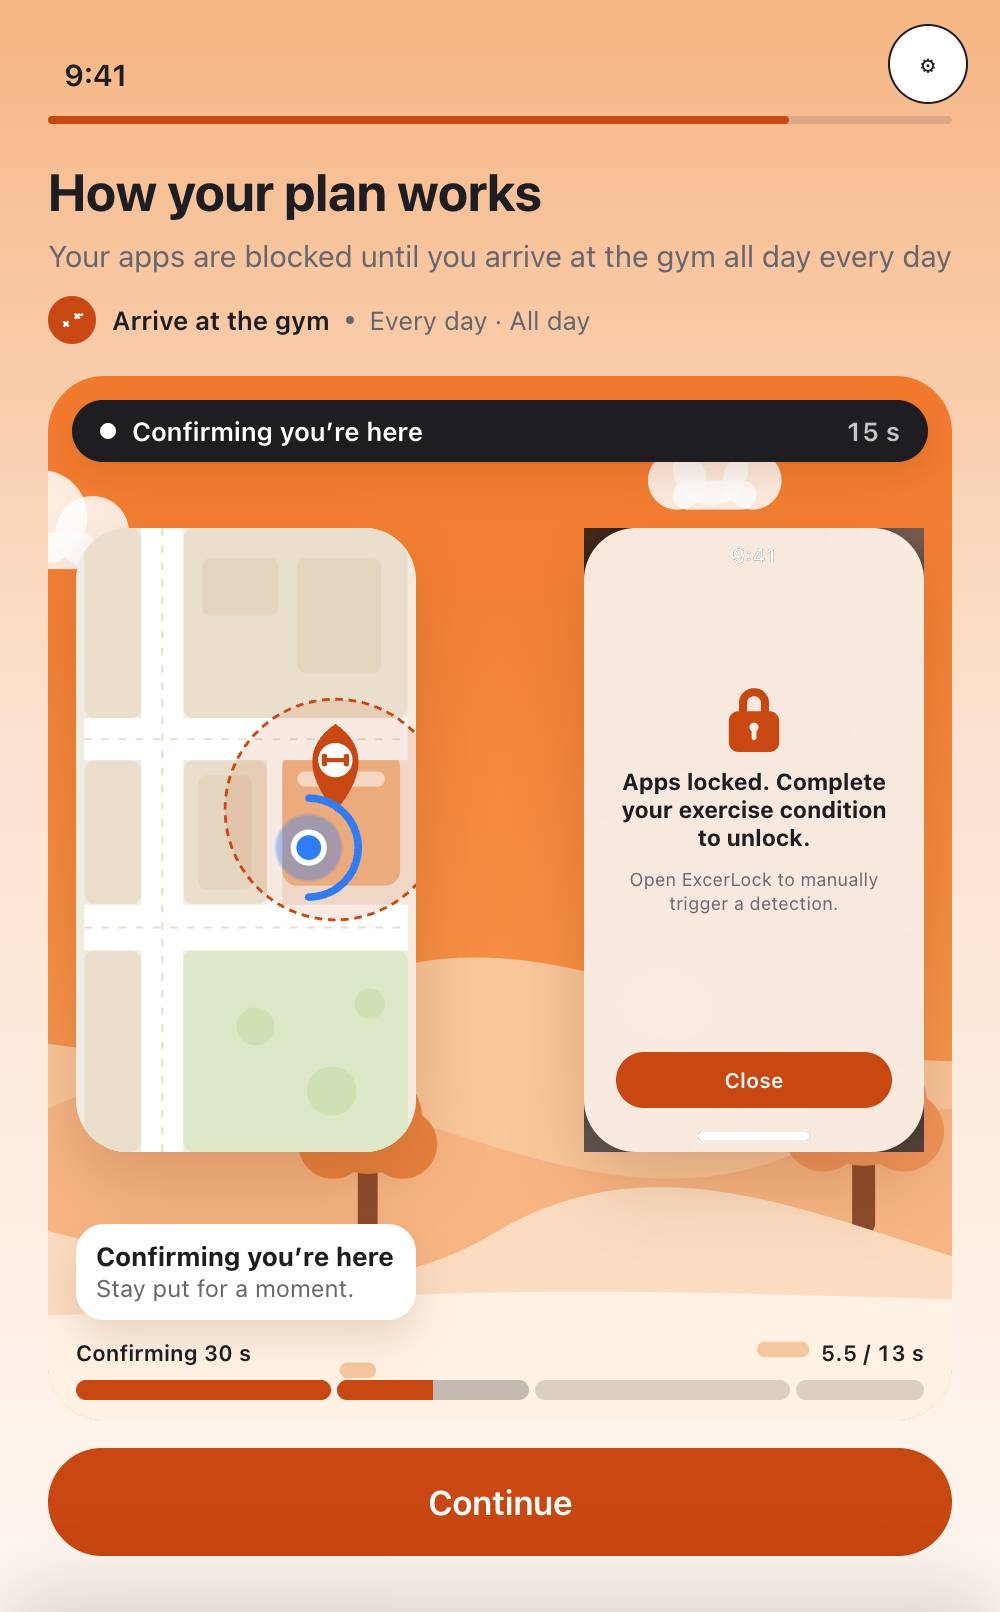 9:41
How your plan works
Your apps are blocked until you arrive at the gym all day every day
Arrive at the gym • Every day · All day
Confirming you’re here 15 s
9:41
Apps locked. Complete
your exercise condition
to unlock.
Open ExcerLock to manually
trigger a detection.
Close
Confirming you’re here
Stay put for a moment.
Confirming 30 s 5.5 / 13 s
Continue